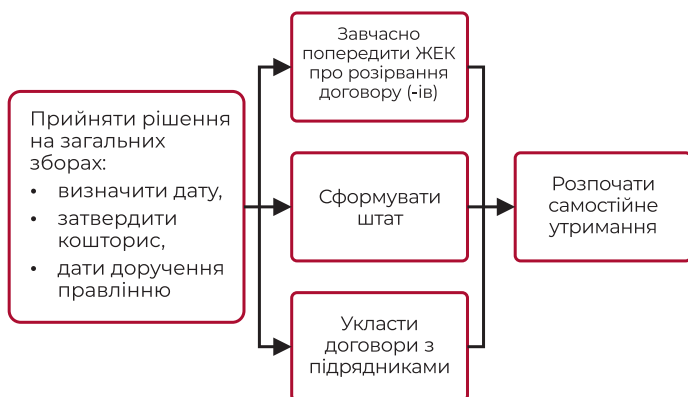 Прийняти рішення
на загальних
зборах:
• визначити дату,
• затвердити
кошторис,
• дати доручення
правлінню
Завчасно
попередити ЖЕК
про розірвання
договору (-ів)
Сформувати
штат
Укласти
договори з
підрядниками
Розпочати
самостійне
утримання